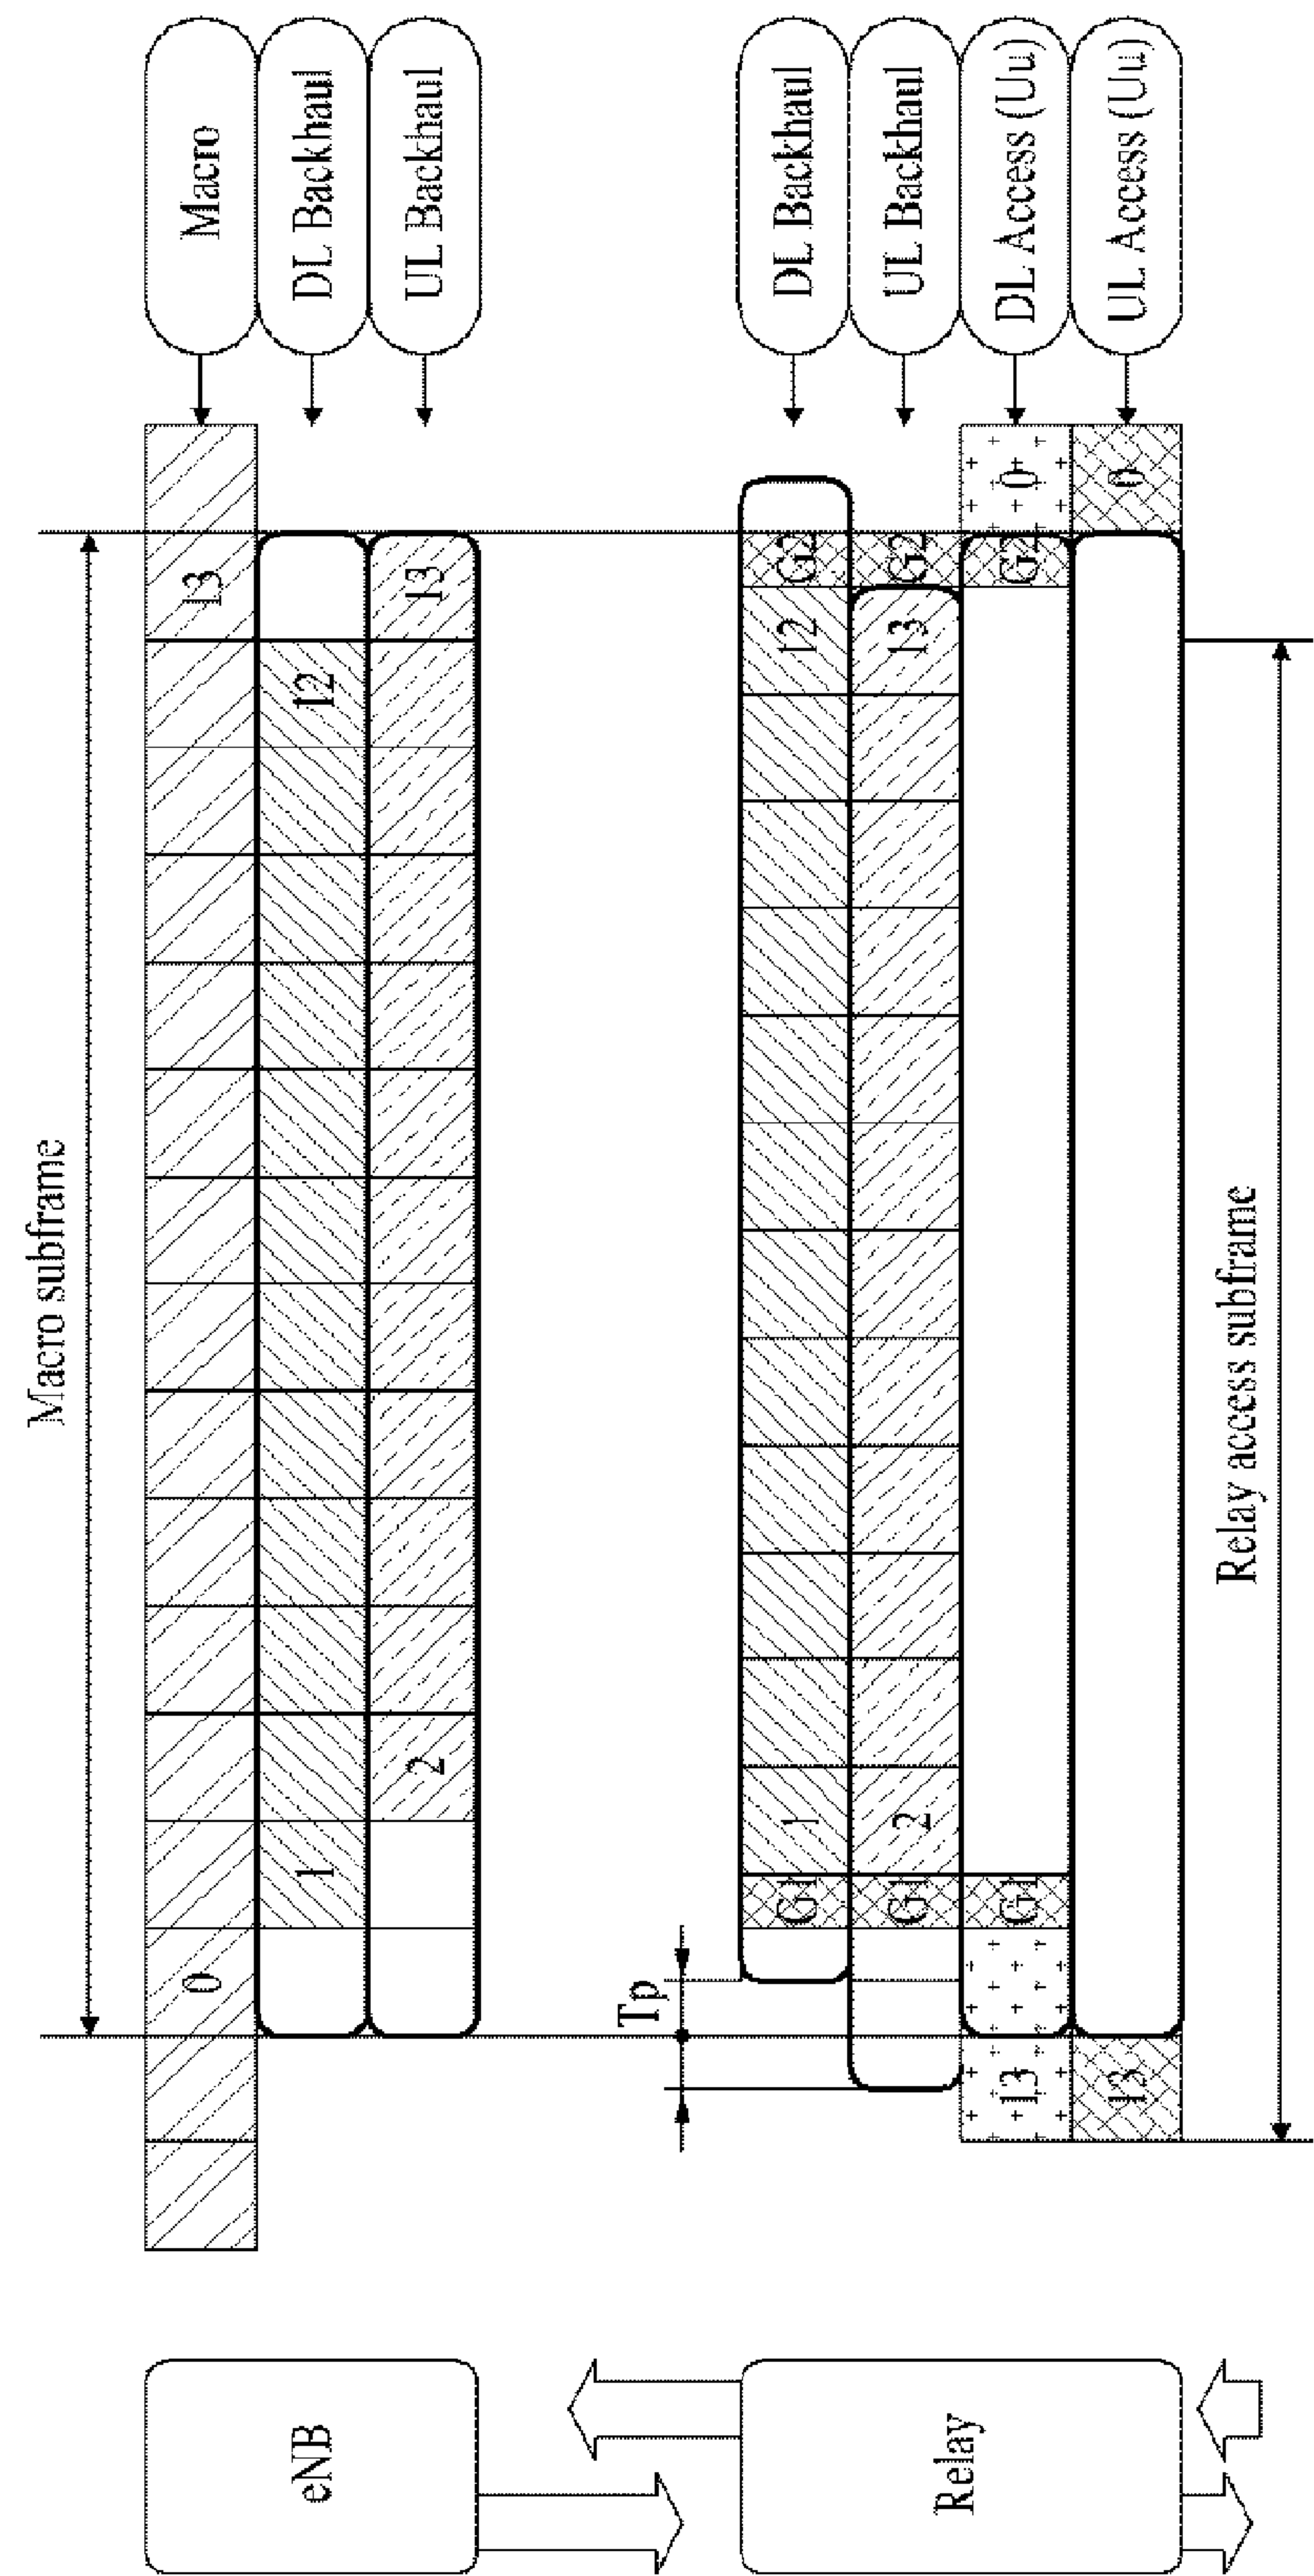 Macro subframe
eNB
0
13
Macro
1
12
DL Backhaul
2
13
UL Backhaul
Tp
Relay
G1
1
12
G2
DL Backhaul
G1
2
13
G2
UL Backhaul
13
G1
G2
0
DL Access (Uu)
13
0
UL Access (Uu)
Relay access subframe